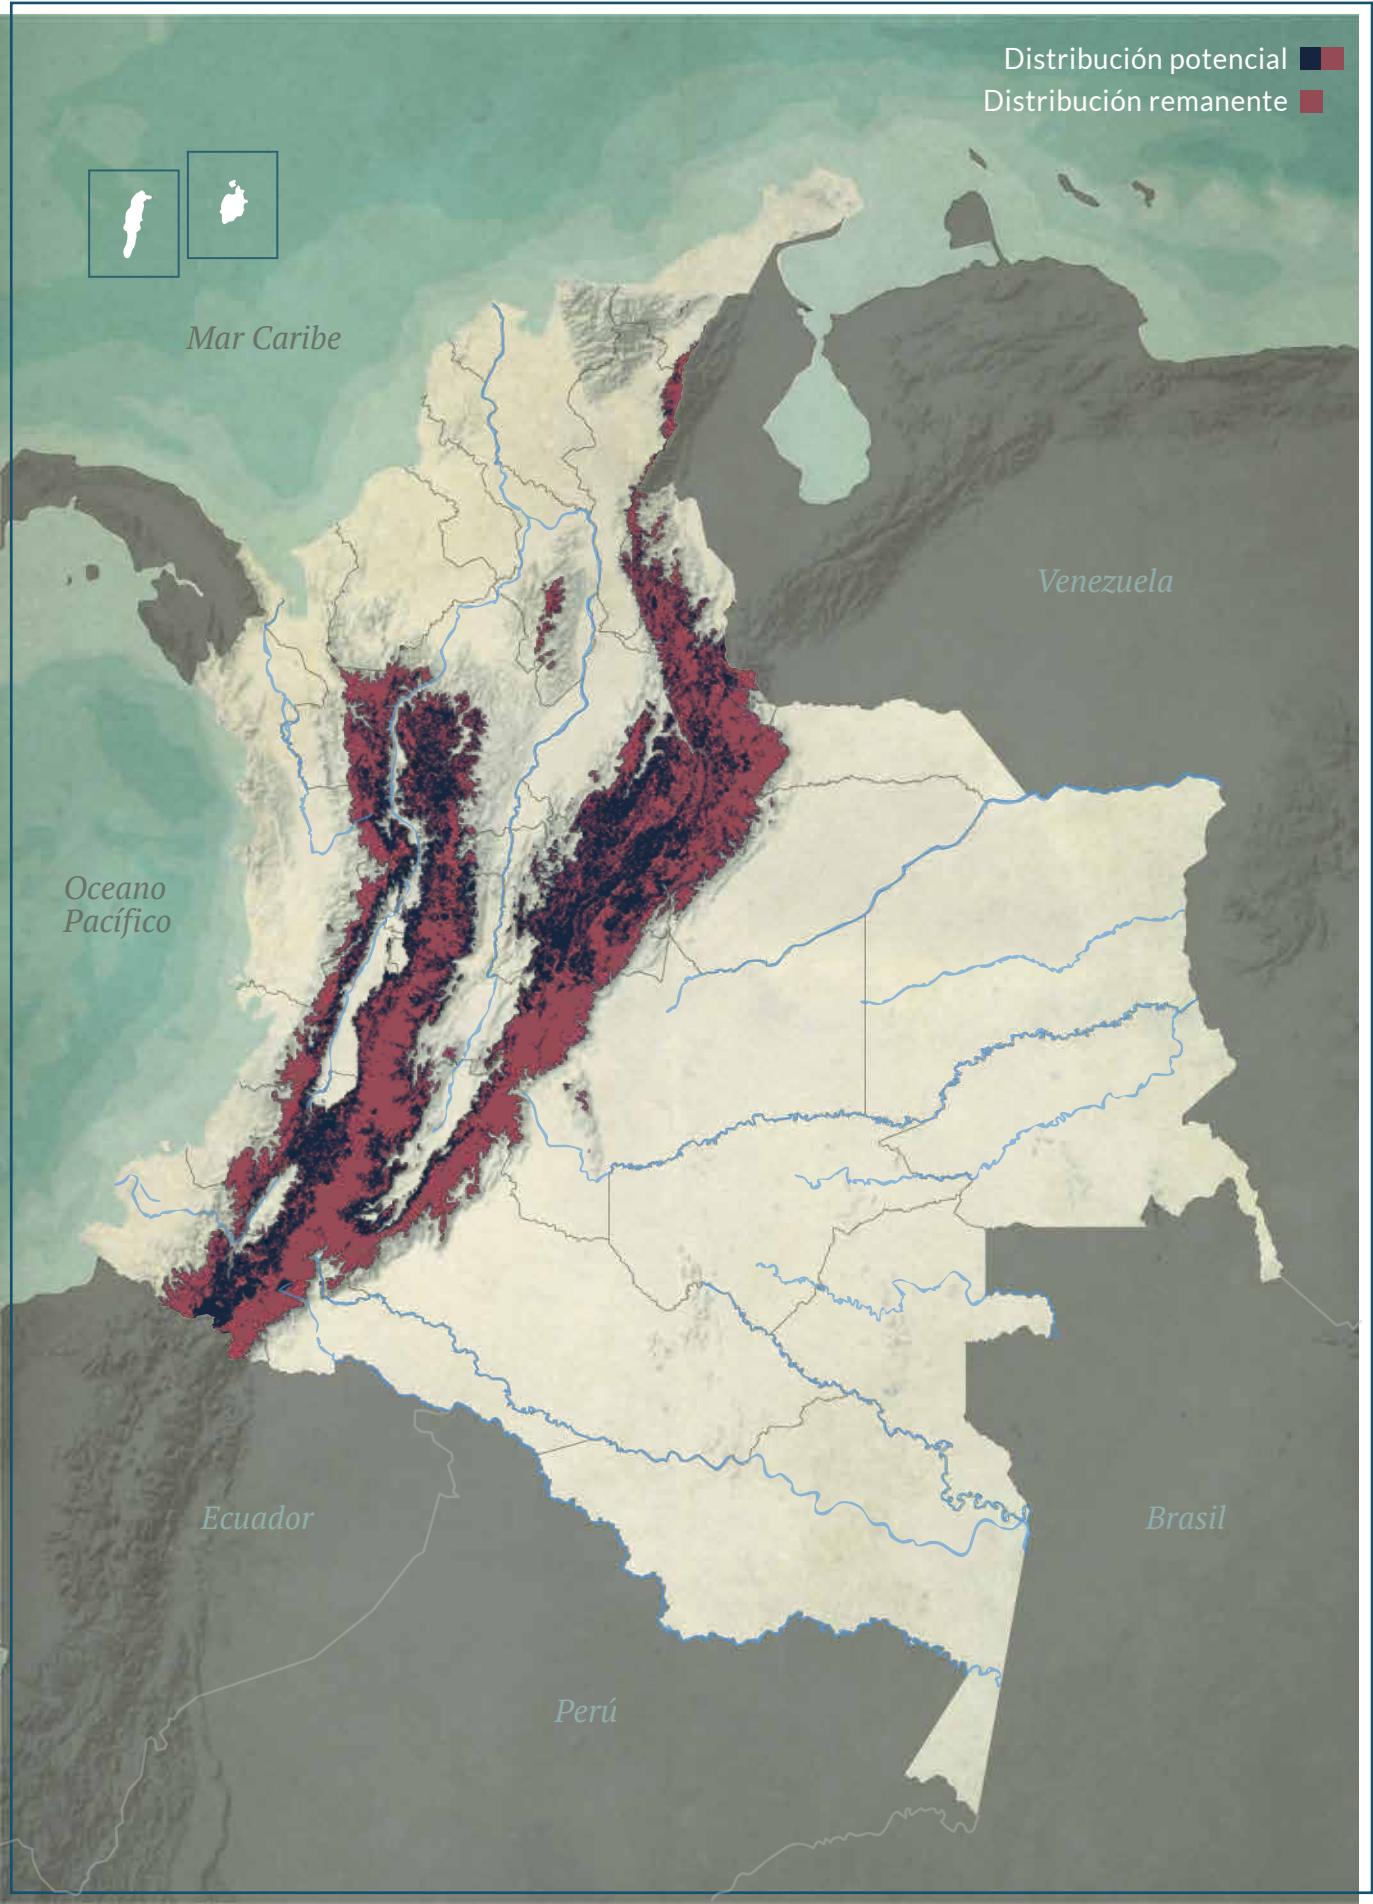 Distribución potencial
Distribución remanente
Mar Caribe
Venezuela
Oceano
Pacífico
Ecuador
Brasil
Perú